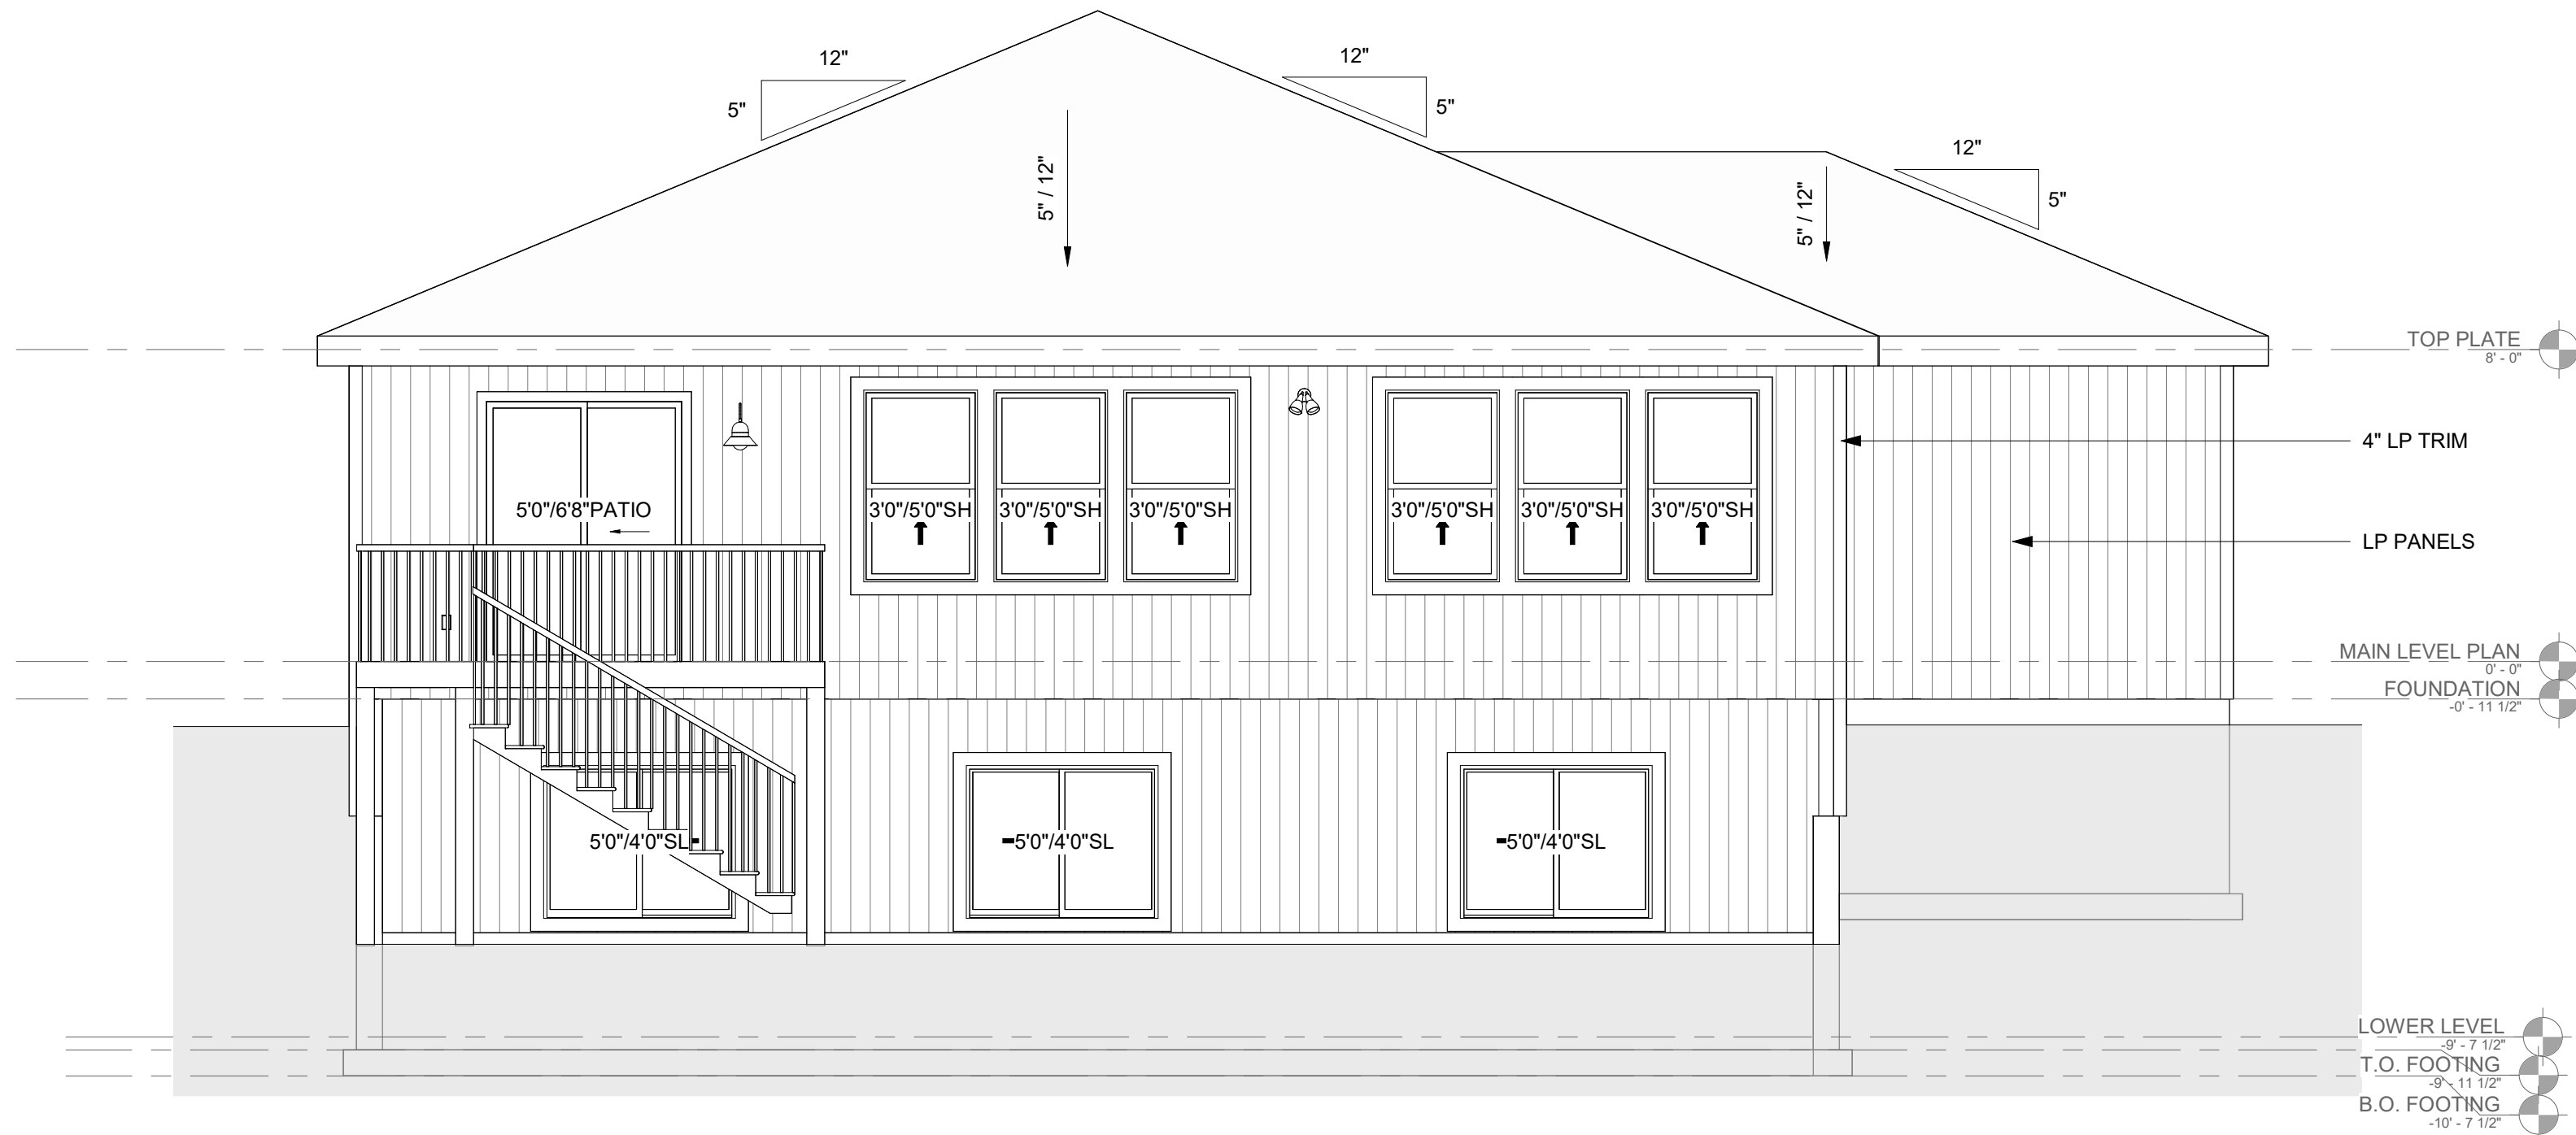 12"
5"
12"
5"
12"
5"
5" / 12"
5" / 12"
TOP PLATE
8' - 0"
4" LP TRIM
5'0"/6'8"PATIO
3'0"/5'0"SH
3'0"/5'0"SH
3'0"/5'0"SH
3'0"/5'0"SH
3'0"/5'0"SH
3'0"/5'0"SH
LP PANELS
MAIN LEVEL PLAN
0' - 0"
FOUNDATION
-0' - 11 1/2"
5'0"/4'0"SL
5'0"/4'0"SL
5'0"/4'0"SL
LOWER LEVEL
-9' - 7 1/2"
T.O. FOOTING
-9' - 11 1/2"
B.O. FOOTING
-10' - 7 1/2"